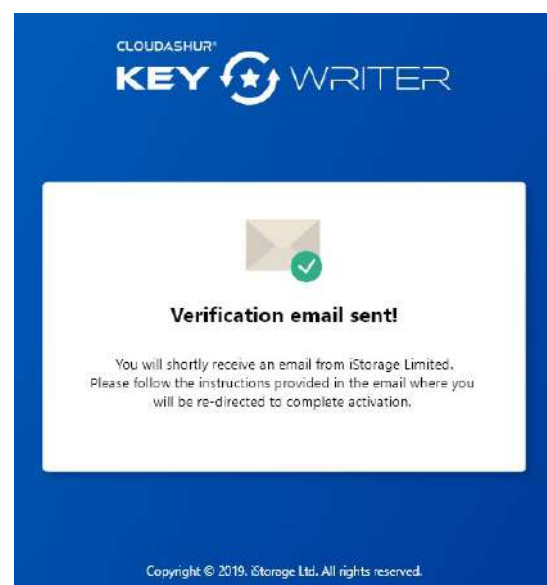 CLOUDASHUR®
KEY WRITER
Verification email sent!
You will shortly receive an email from iStorage Limited.
Please follow the instructions provided in the email where you
will be re-directed to complete activation.
Copyright © 2019. iStorage Ltd. All rights reserved.